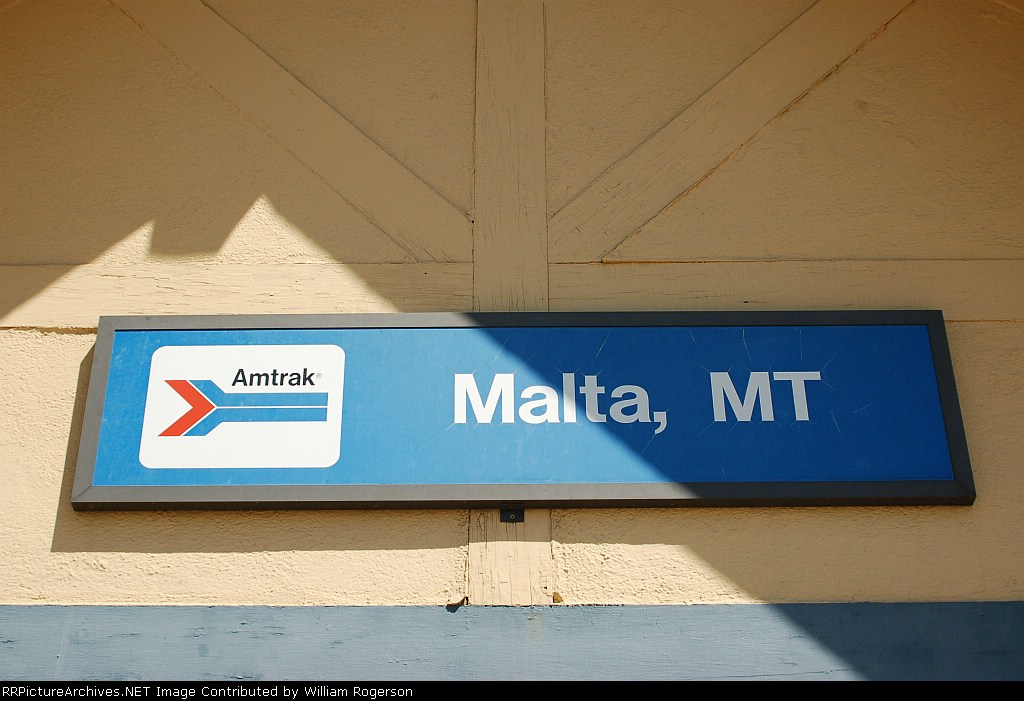 Amtrak®
Malta, MT
RRPictureArchives.NET Image Contributed by William Rogerson